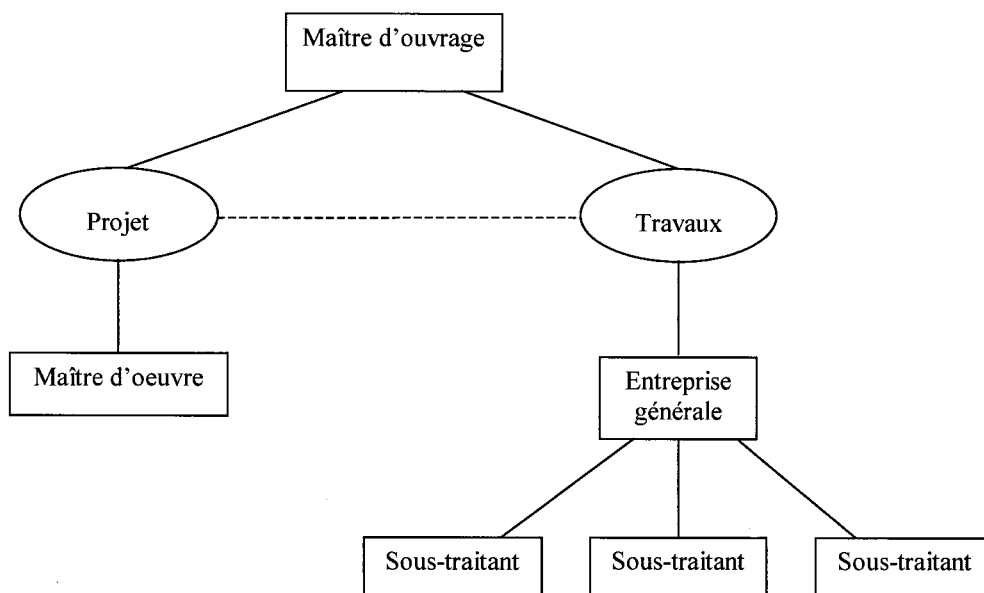 Maître d'ouvrage
Projet
Travaux
Maître d'oeuvre
Entreprise
générale
Sous-traitant
Sous-traitant
Sous-traitant